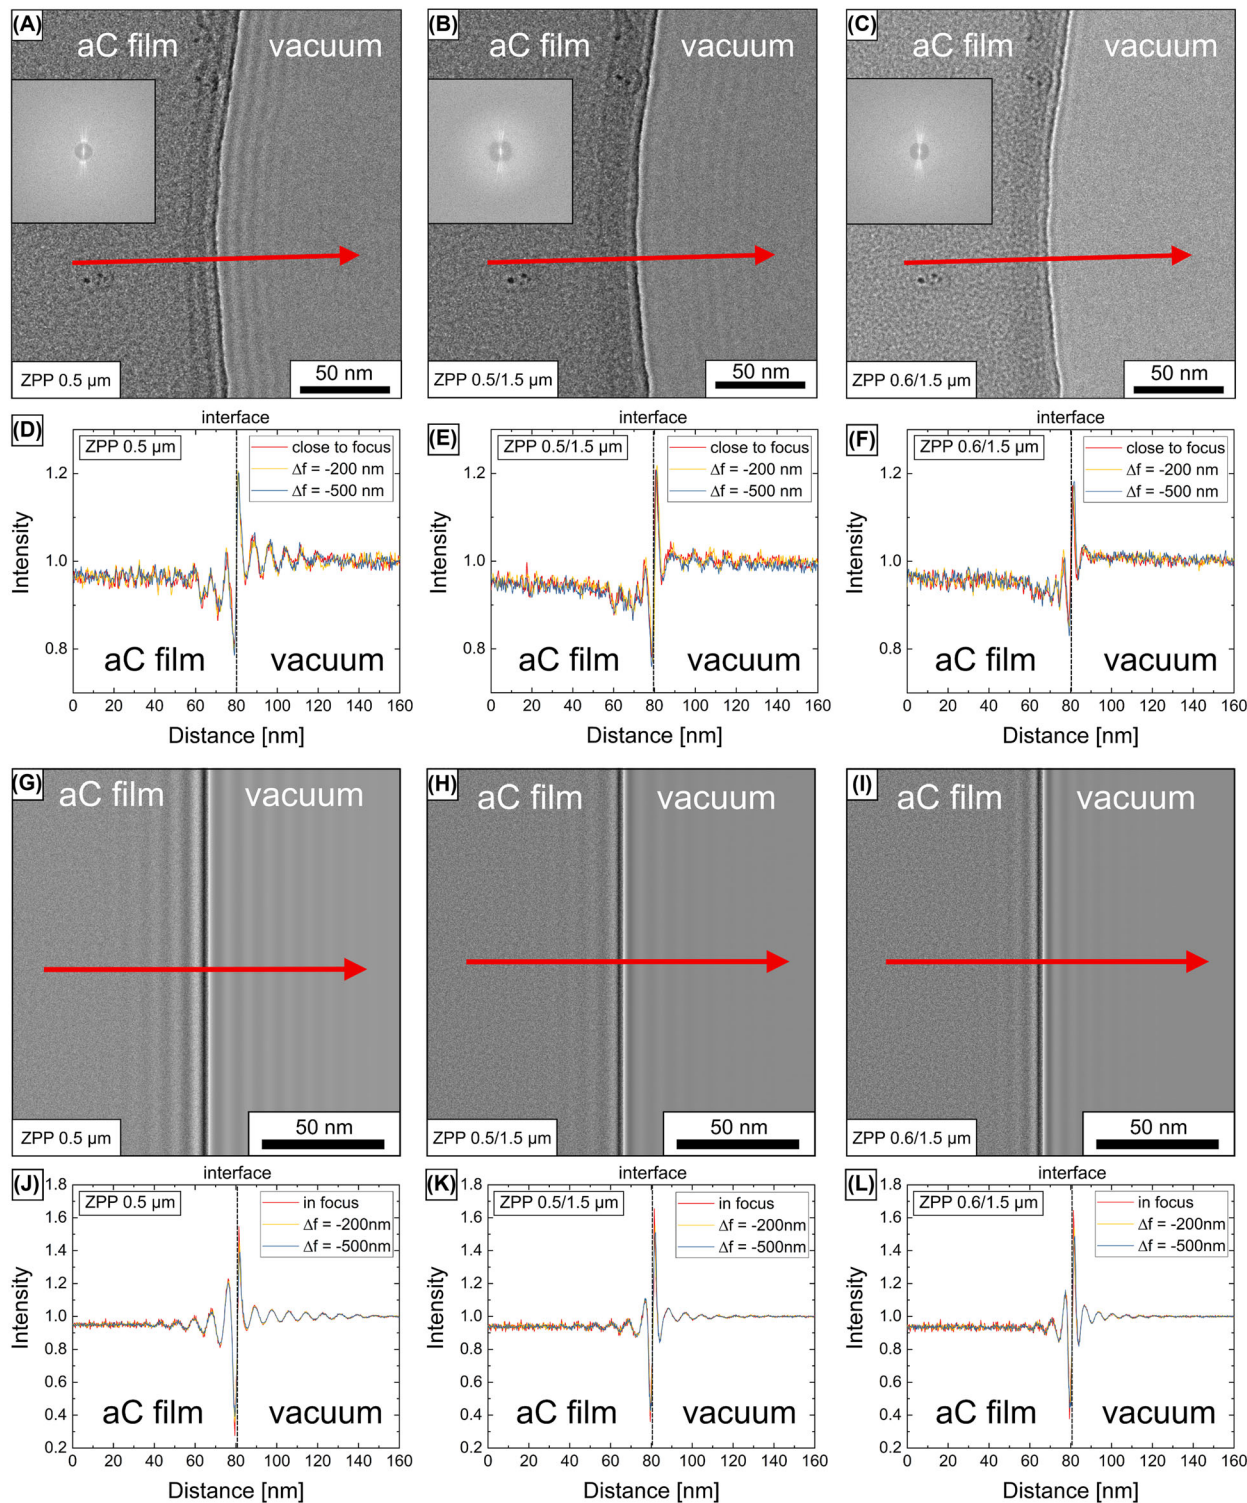 (A) aC film vacuum
ZPP 0.5 µm 50 nm
(B) aC film vacuum
ZPP 0.5/1.5 µm 50 nm
(C) aC film vacuum
ZPP 0.6/1.5 µm 50 nm
interface
(D) ZPP 0.5 µm
close to focus
Δf = -200 nm
Δf = -500 nm
1.2
1.0
0.8
Intensity
aC film vacuum
0 20 40 60 80 100 120 140 160
Distance [nm]
interface
(E) ZPP 0.5/1.5 µm
close to focus
Δf = -200 nm
Δf = -500 nm
1.2
1.0
0.8
Intensity
aC film vacuum
0 20 40 60 80 100 120 140 160
Distance [nm]
interface
(F) ZPP 0.6/1.5 µm
close to focus
Δf = -200 nm
Δf = -500 nm
1.2
1.0
0.8
Intensity
aC film vacuum
0 20 40 60 80 100 120 140 160
Distance [nm]
(G) aC film vacuum
ZPP 0.5 µm 50 nm
(H) aC film vacuum
ZPP 0.5/1.5 µm 50 nm
(I) aC film vacuum
ZPP 0.6/1.5 µm 50 nm
interface
(J) ZPP 0.5 µm
in focus
Δf = -200nm
Δf = -500nm
1.8
1.6
1.4
1.2
1.0
0.8
0.6
0.4
0.2
Intensity
aC film vacuum
0 20 40 60 80 100 120 140 160
Distance [nm]
interface
(K) ZPP 0.5/1.5 µm
in focus
Δf = -200nm
Δf = -500nm
1.8
1.6
1.4
1.2
1.0
0.8
0.6
0.4
0.2
Intensity
aC film vacuum
0 20 40 60 80 100 120 140 160
Distance [nm]
interface
(L) ZPP 0.6/1.5 µm
in focus
Δf = -200nm
Δf = -500nm
1.8
1.6
1.4
1.2
1.0
0.8
0.6
0.4
0.2
Intensity
aC film vacuum
0 20 40 60 80 100 120 140 160
Distance [nm]